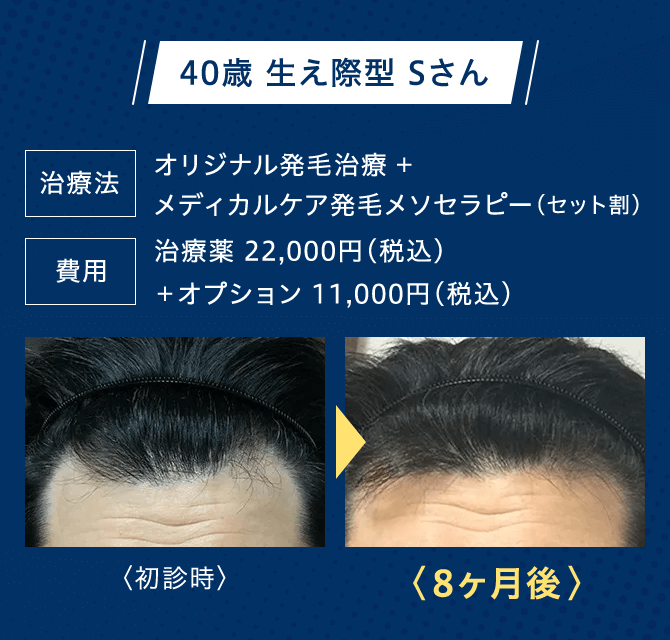 40歳 生え際型 Sさん
治療法
オリジナル発毛治療 +
メディカルケア発毛メソセラピー（セット割）
費用
治療薬 22,000円（税込）
＋オプション 11,000円（税込）
〈初診時〉
〈8ヶ月後〉